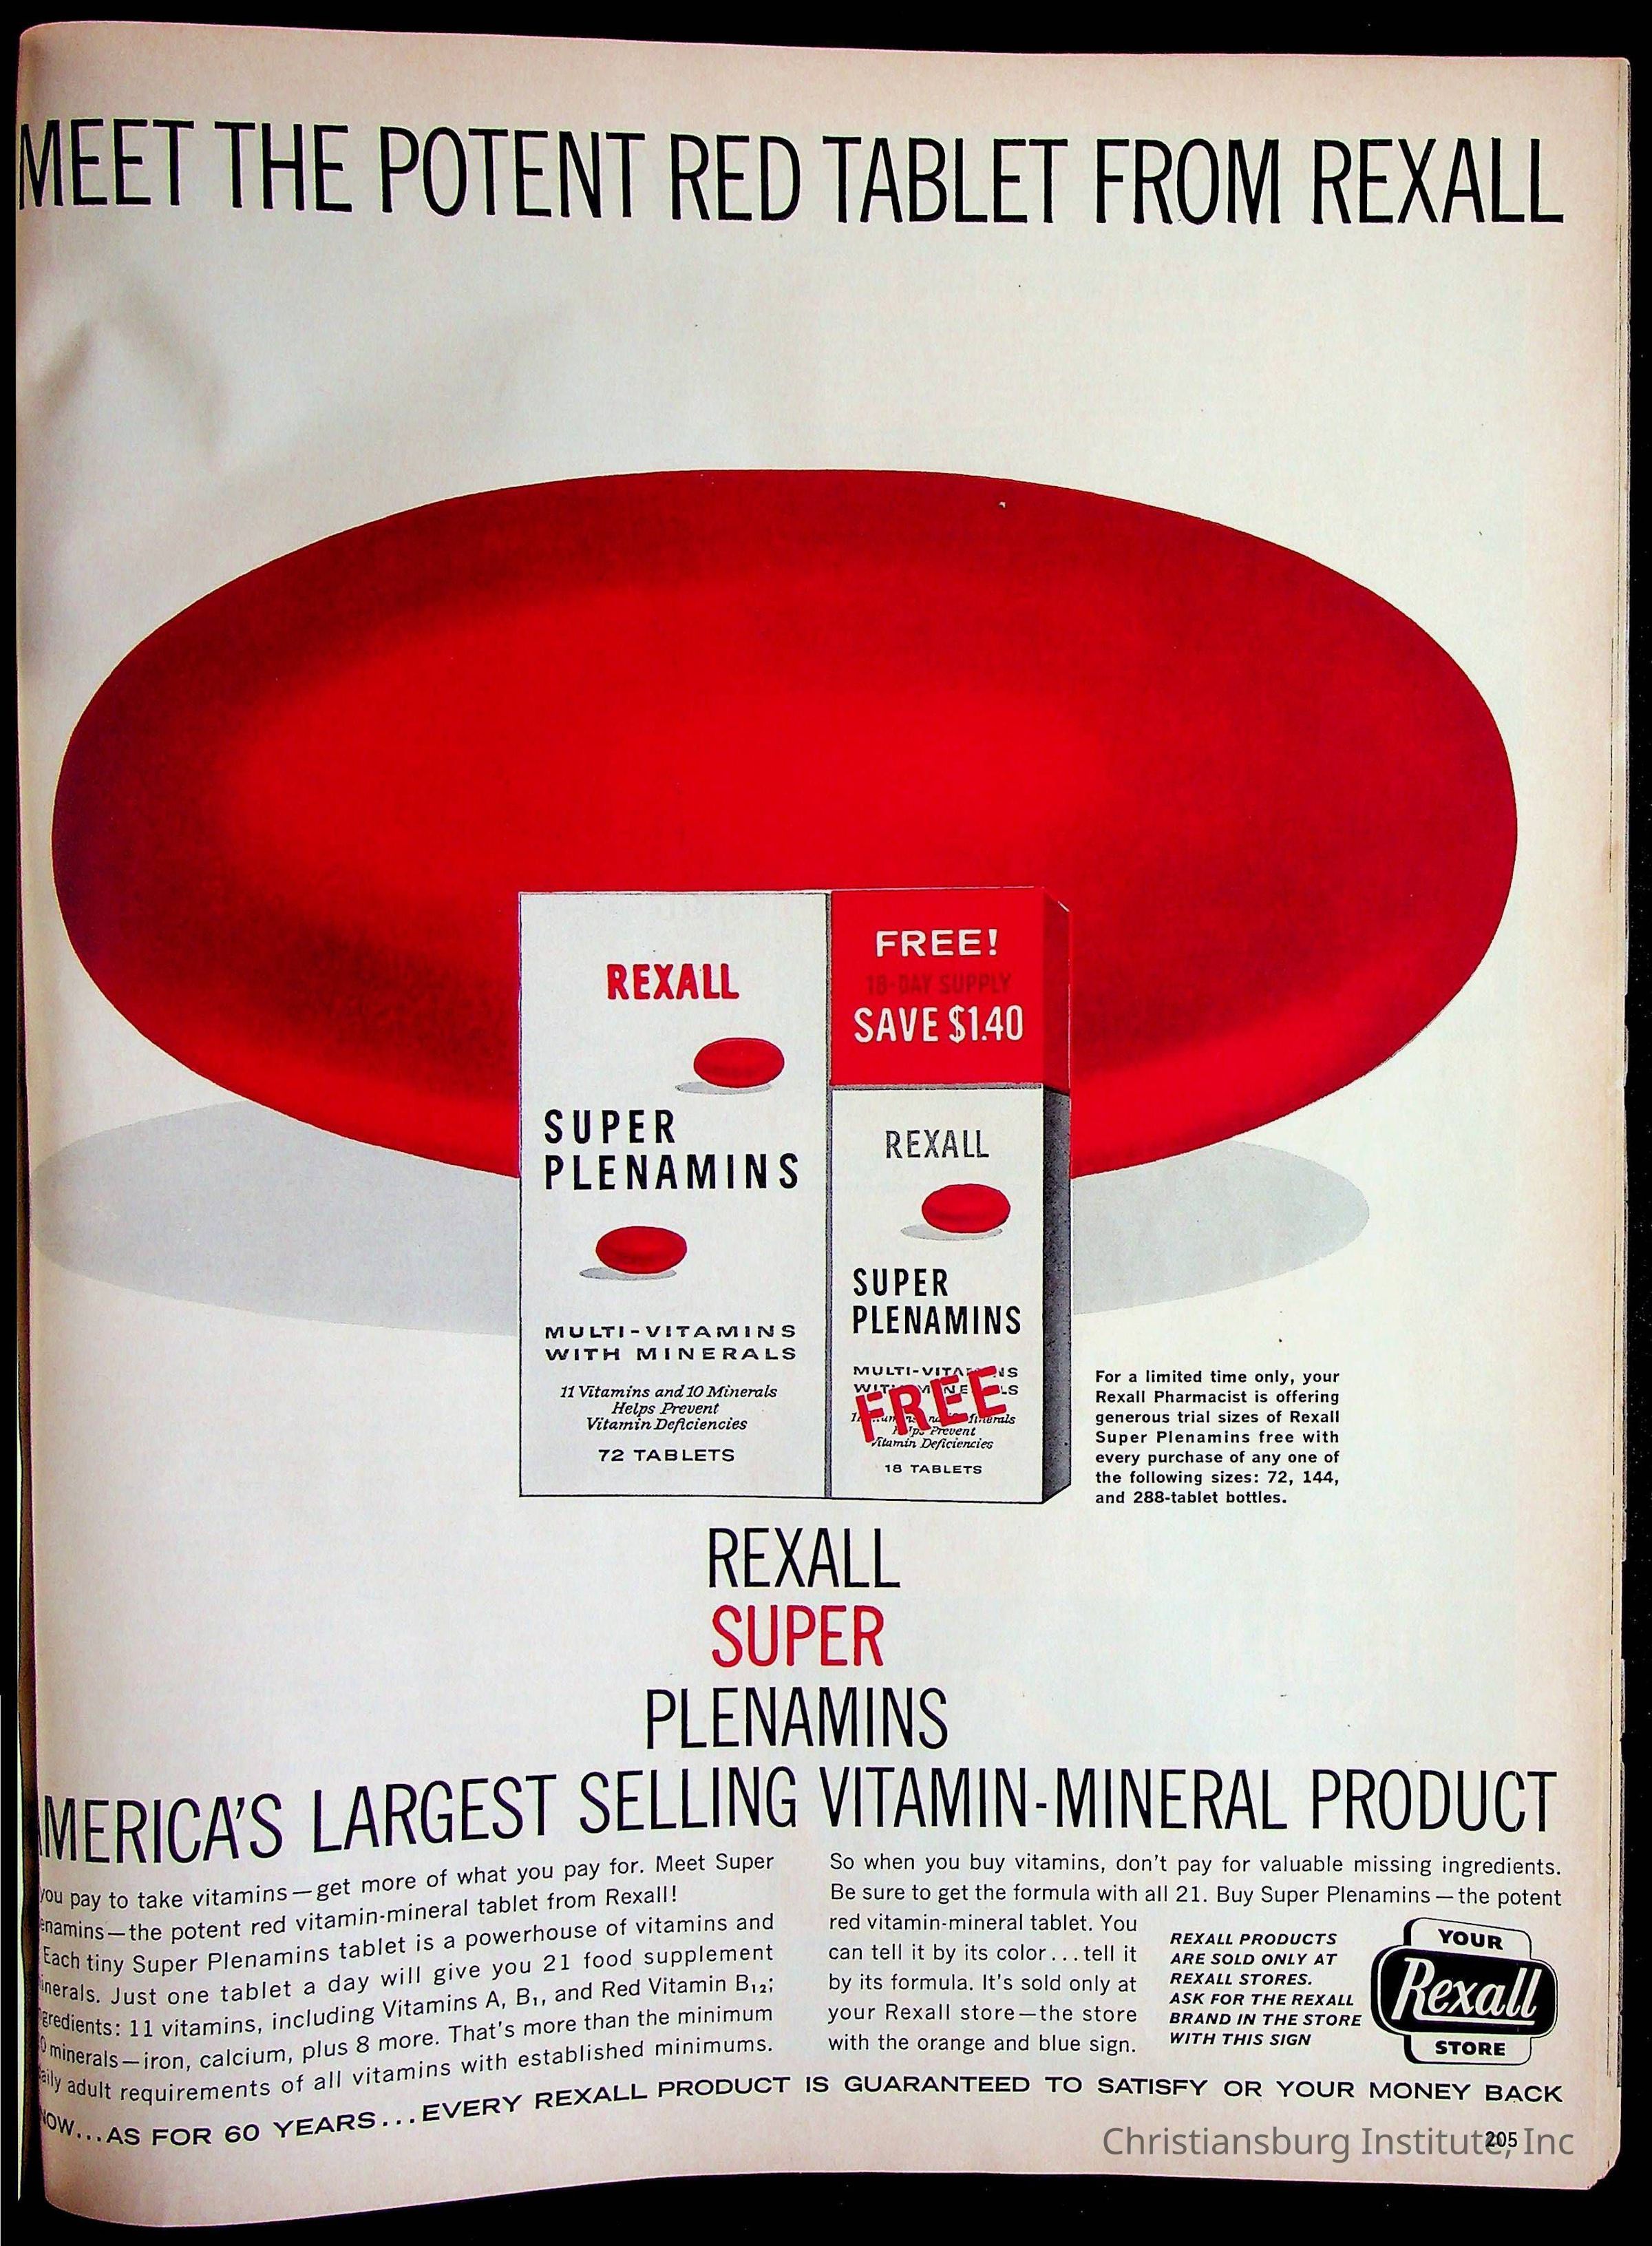 MEET THE POTENT RED TABLET FROM REXALL
REXALL
SUPER
PLENAMINS
MULTI-VITAMINS
WITH MINERALS
11 Vitamins and 10 Minerals
Helps Prevent
Vitamin Deficiencies
72 TABLETS
FREE!
18-DAY SUPPLY
SAVE $1.40
REXALL
SUPER
PLENAMINS
FREE
Vitamin Deficiencies
18 TABLETS
For a limited time only, your
Rexall Pharmacist is offering
generous trial sizes of Rexall
Super Plenamins free with
every purchase of any one of
the following sizes: 72, 144,
and 288-tablet bottles.
REXALL
SUPER
PLENAMINS
MERICA'S LARGEST SELLING VITAMIN-MINERAL PRODUCT
you pay to take vitamins—get more of what you pay for. Meet Super
enamins—the potent red vitamin-mineral tablet from Rexall!
Each tiny Super Plenamins tablet is a powerhouse of vitamins and
inerals. Just one tablet a day will give you 21 food supplement
gredients: 11 vitamins, including Vitamins A, B₁, and Red Vitamin B₁₂;
0 minerals—iron, calcium, plus 8 more. That's more than the minimum
aily adult requirements of all vitamins with established minimums.
So when you buy vitamins, don't pay for valuable missing ingredients.
Be sure to get the formula with all 21. Buy Super Plenamins—the potent
red vitamin-mineral tablet. You
can tell it by its color...tell it
by its formula. It's sold only at
your Rexall store—the store
with the orange and blue sign.
REXALL PRODUCTS
ARE SOLD ONLY AT
REXALL STORES.
ASK FOR THE REXALL
BRAND IN THE STORE
WITH THIS SIGN
YOUR
Rexall
STORE
OW...AS FOR 60 YEARS...EVERY REXALL PRODUCT IS GUARANTEED TO SATISFY OR YOUR MONEY BACK
205
Christiansburg Institute, Inc